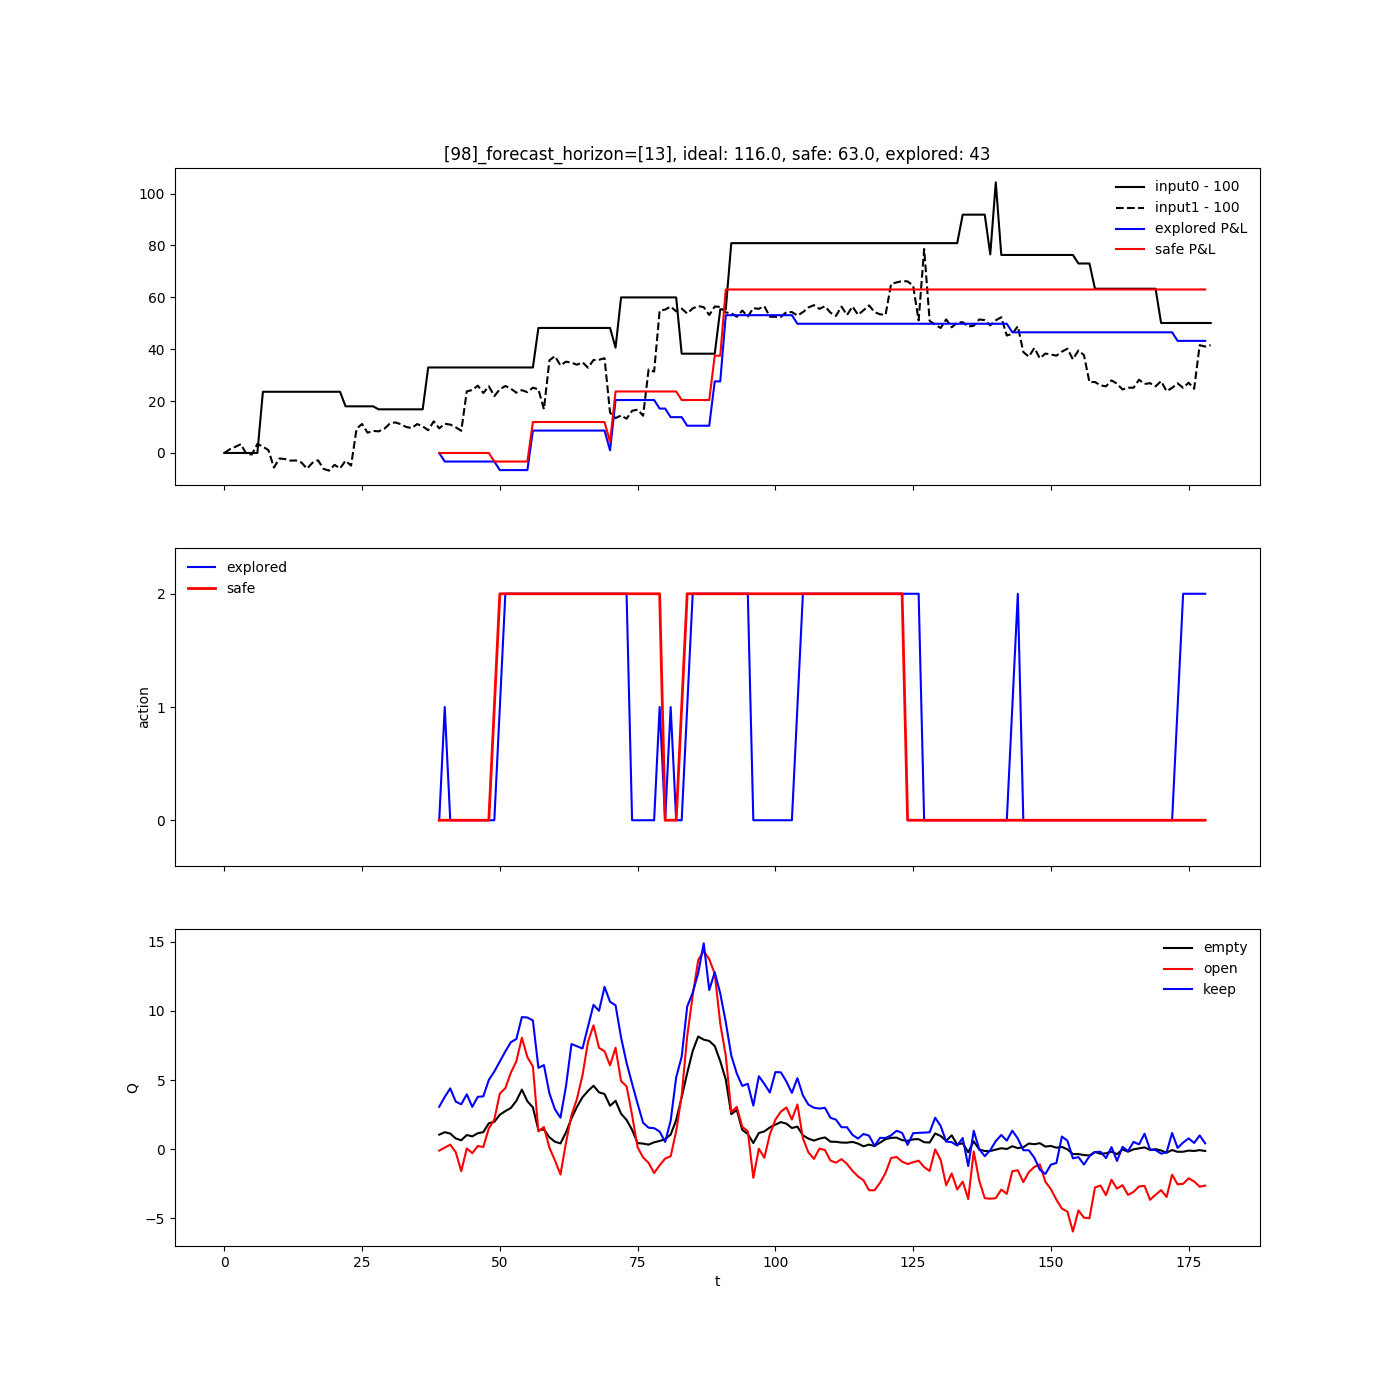 [98]_forecast_horizon=[13], ideal: 116.0, safe: 63.0, explored: 43
100
80
60
40
20
0
input0 - 100
input1 - 100
explored P&L
safe P&L
explored
safe
2
1
0
action
15
10
5
0
−5
Q
empty
open
keep
0 25 50 75 100 125 150 175
t